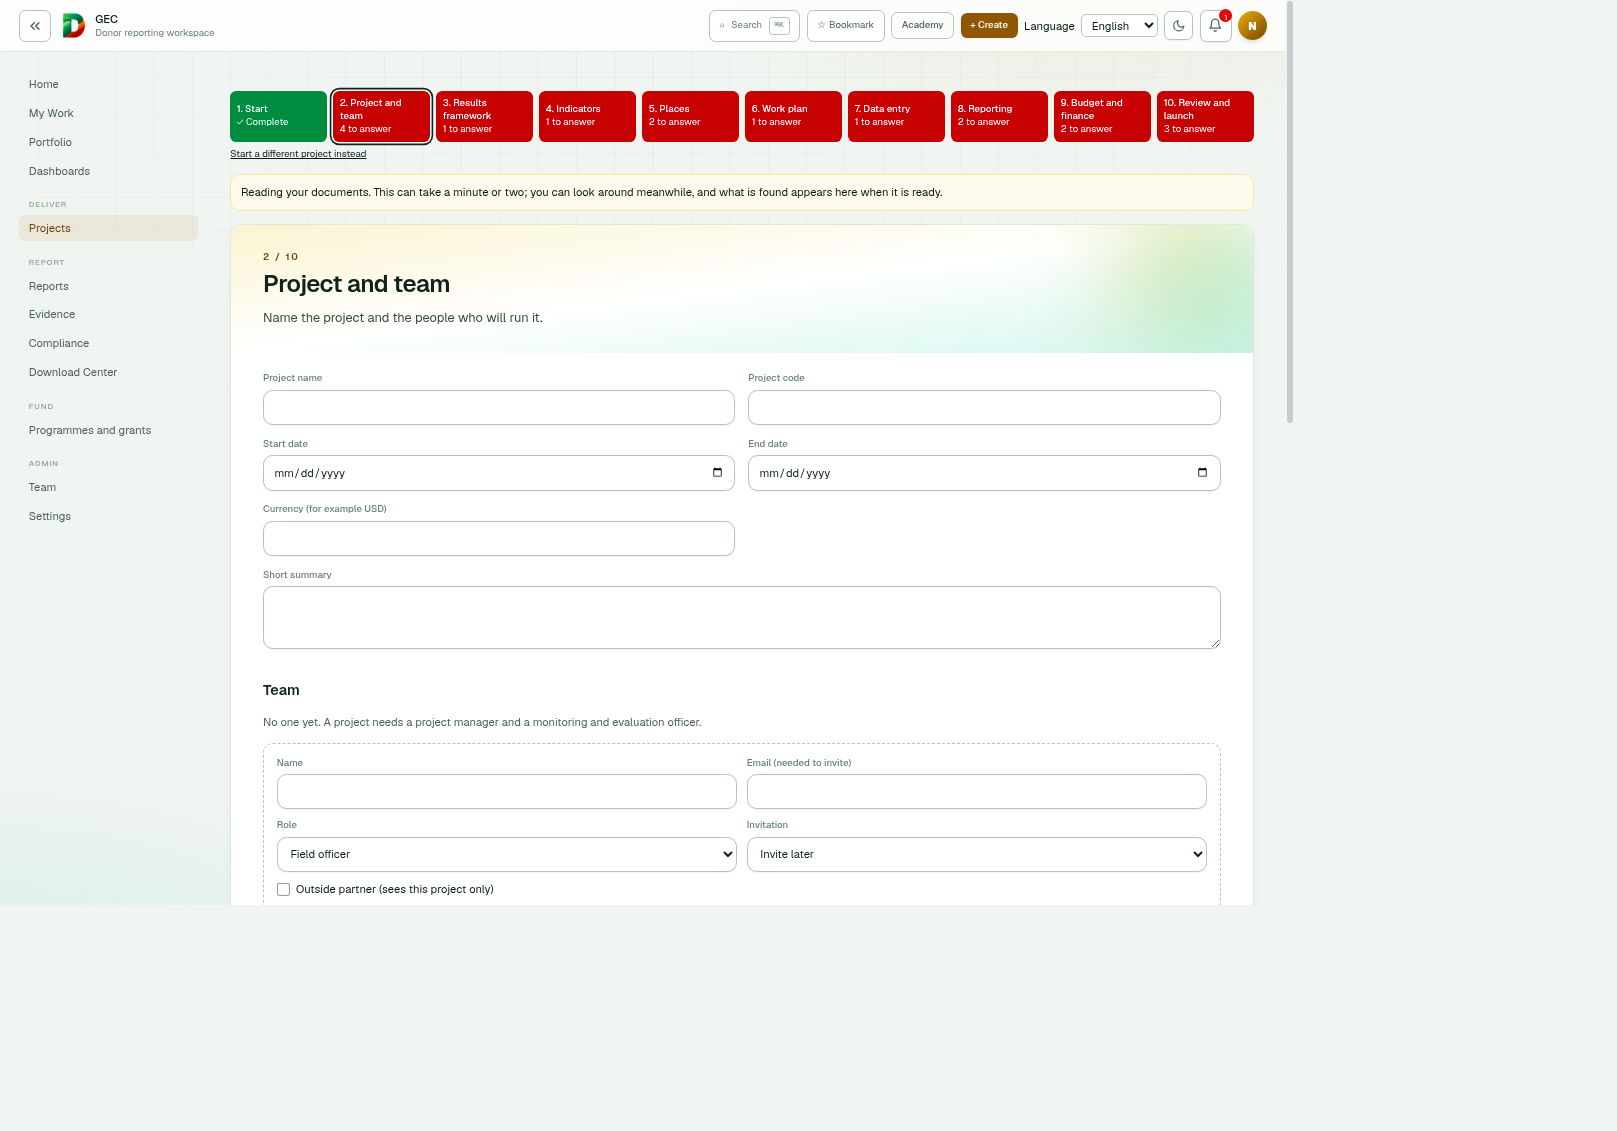 GEC
Donor reporting workspace
Search ⌘K
☆ Bookmark
Academy
+ Create
Language
English
1
N
Home
My Work
Portfolio
Dashboards
DELIVER
Projects
REPORT
Reports
Evidence
Compliance
Download Center
FUND
Programmes and grants
ADMIN
Team
Settings
1. Start
✓ Complete
2. Project and
team
4 to answer
3. Results
framework
1 to answer
4. Indicators
1 to answer
5. Places
2 to answer
6. Work plan
1 to answer
7. Data entry
1 to answer
8. Reporting
2 to answer
9. Budget and
finance
2 to answer
10. Review and
launch
3 to answer
Start a different project instead
Reading your documents. This can take a minute or two; you can look around meanwhile, and what is found appears here when it is ready.
2 / 10
Project and team
Name the project and the people who will run it.
Project name
Project code
Start date
mm/dd/yyyy
End date
mm/dd/yyyy
Currency (for example USD)
Short summary
Team
No one yet. A project needs a project manager and a monitoring and evaluation officer.
Name
Email (needed to invite)
Role
Field officer
Invitation
Invite later
Outside partner (sees this project only)